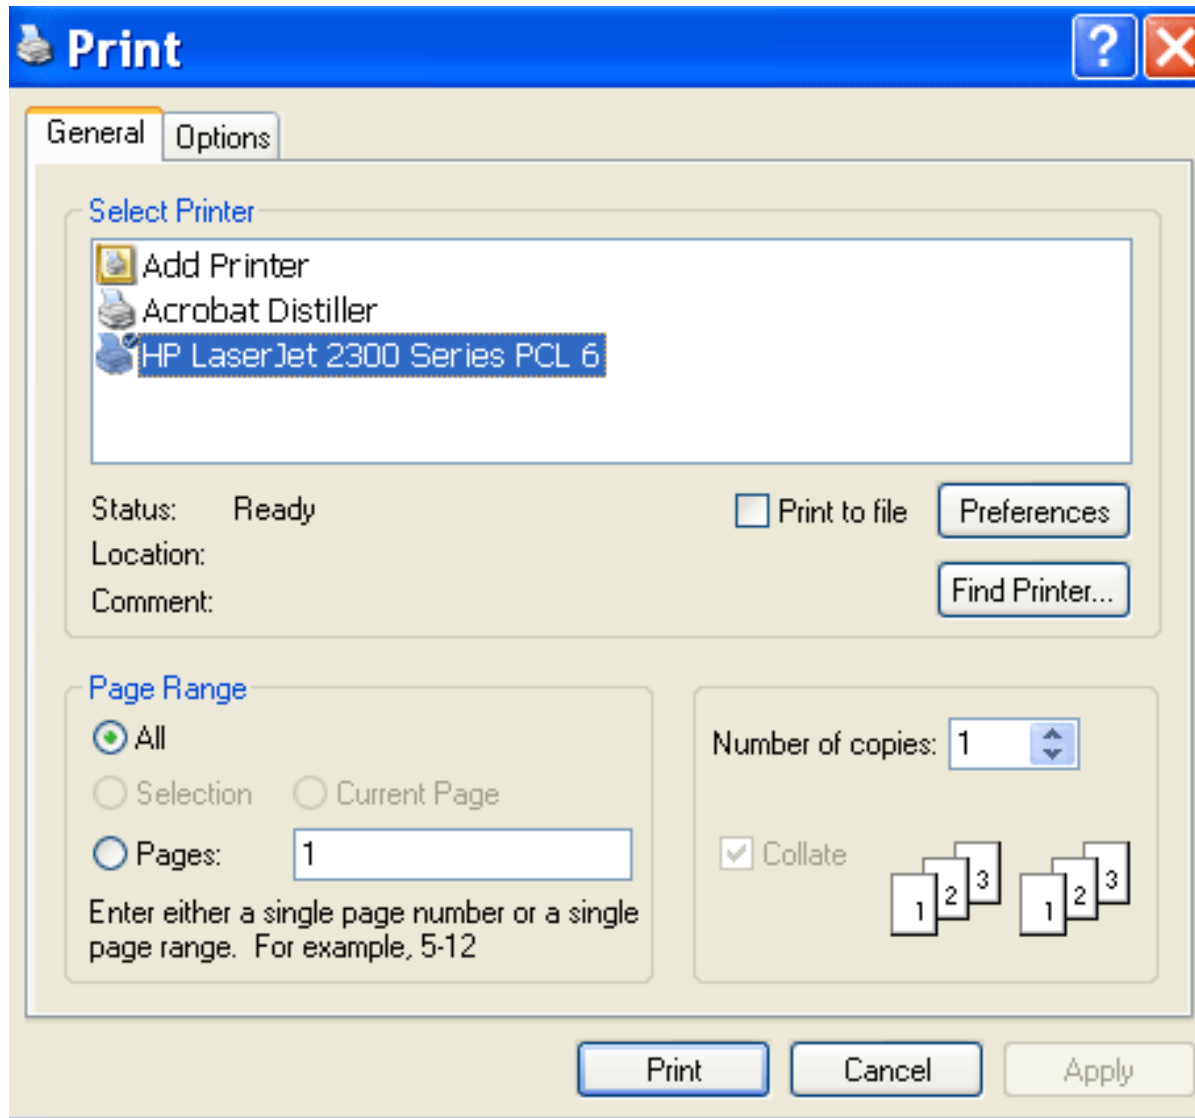 Print
General Options
Select Printer
Add Printer
Acrobat Distiller
HP LaserJet 2300 Series PCL 6
Status: Ready
Print to file
Preferences
Location:
Comment:
Find Printer...
Page Range
All
Selection Current Page
Pages: 1
Enter either a single page number or a single
page range. For example, 5-12
Number of copies: 1
Collate
1 2 3 1 2 3
Print Cancel Apply